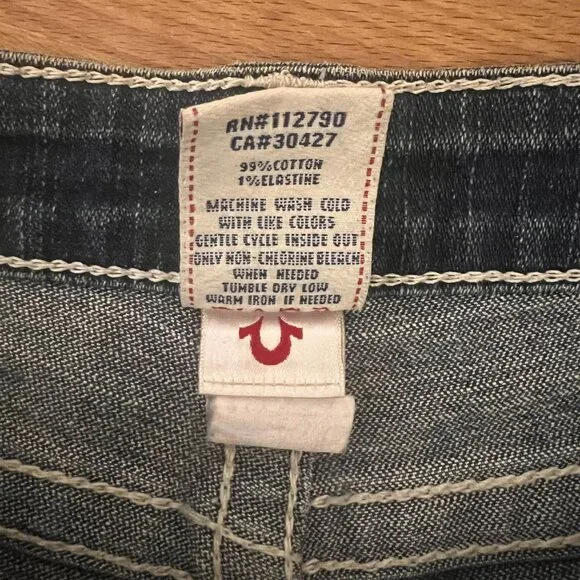 RN#112790
CA#30427
99%COTTON
1%ELASTINE
MACHINE WASH COLD
WITH LIKE COLORS
GENTLE CYCLE INSIDE OUT
ONLY NON-CHLORINE BLEACH
WHEN NEEDED
TUMBLE DRY LOW
WARM IRON IF NEEDED